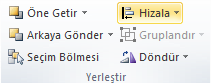 Öne Getir
Hizala
Arkaya Gönder
Gruplandır
Seçim Bölmesi
Döndür
Yerleştir